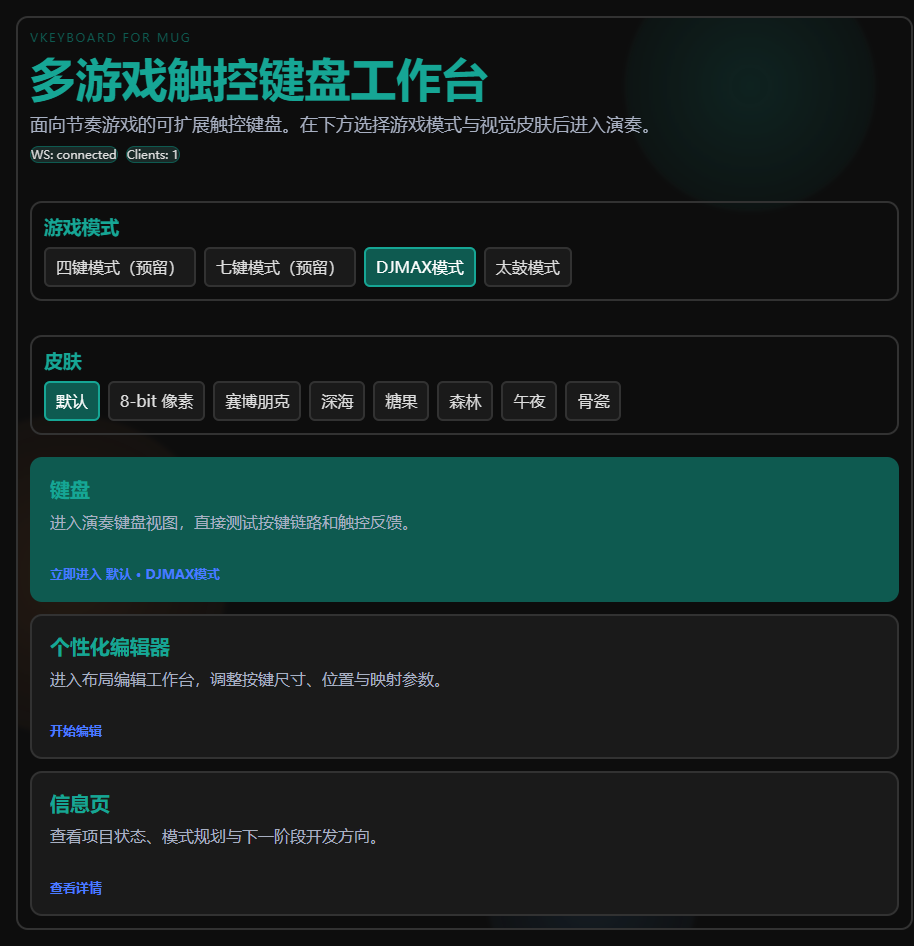 VKEYBOARD FOR MUG
多游戏触控键盘工作台
面向节奏游戏的可扩展触控键盘。在下方选择游戏模式与视觉皮肤后进入演奏。
WS: connected Clients: 1
游戏模式
四键模式（预留） 七键模式（预留） DJMAX模式 太鼓模式
皮肤
默认 8-bit 像素 赛博朋克 深海 糖果 森林 午夜 骨瓷
键盘
进入演奏键盘视图，直接测试按键链路和触控反馈。
立即进入 默认 • DJMAX模式
个性化编辑器
进入布局编辑工作台，调整按键尺寸、位置与映射参数。
开始编辑
信息页
查看项目状态、模式规划与下一阶段开发方向。
查看详情